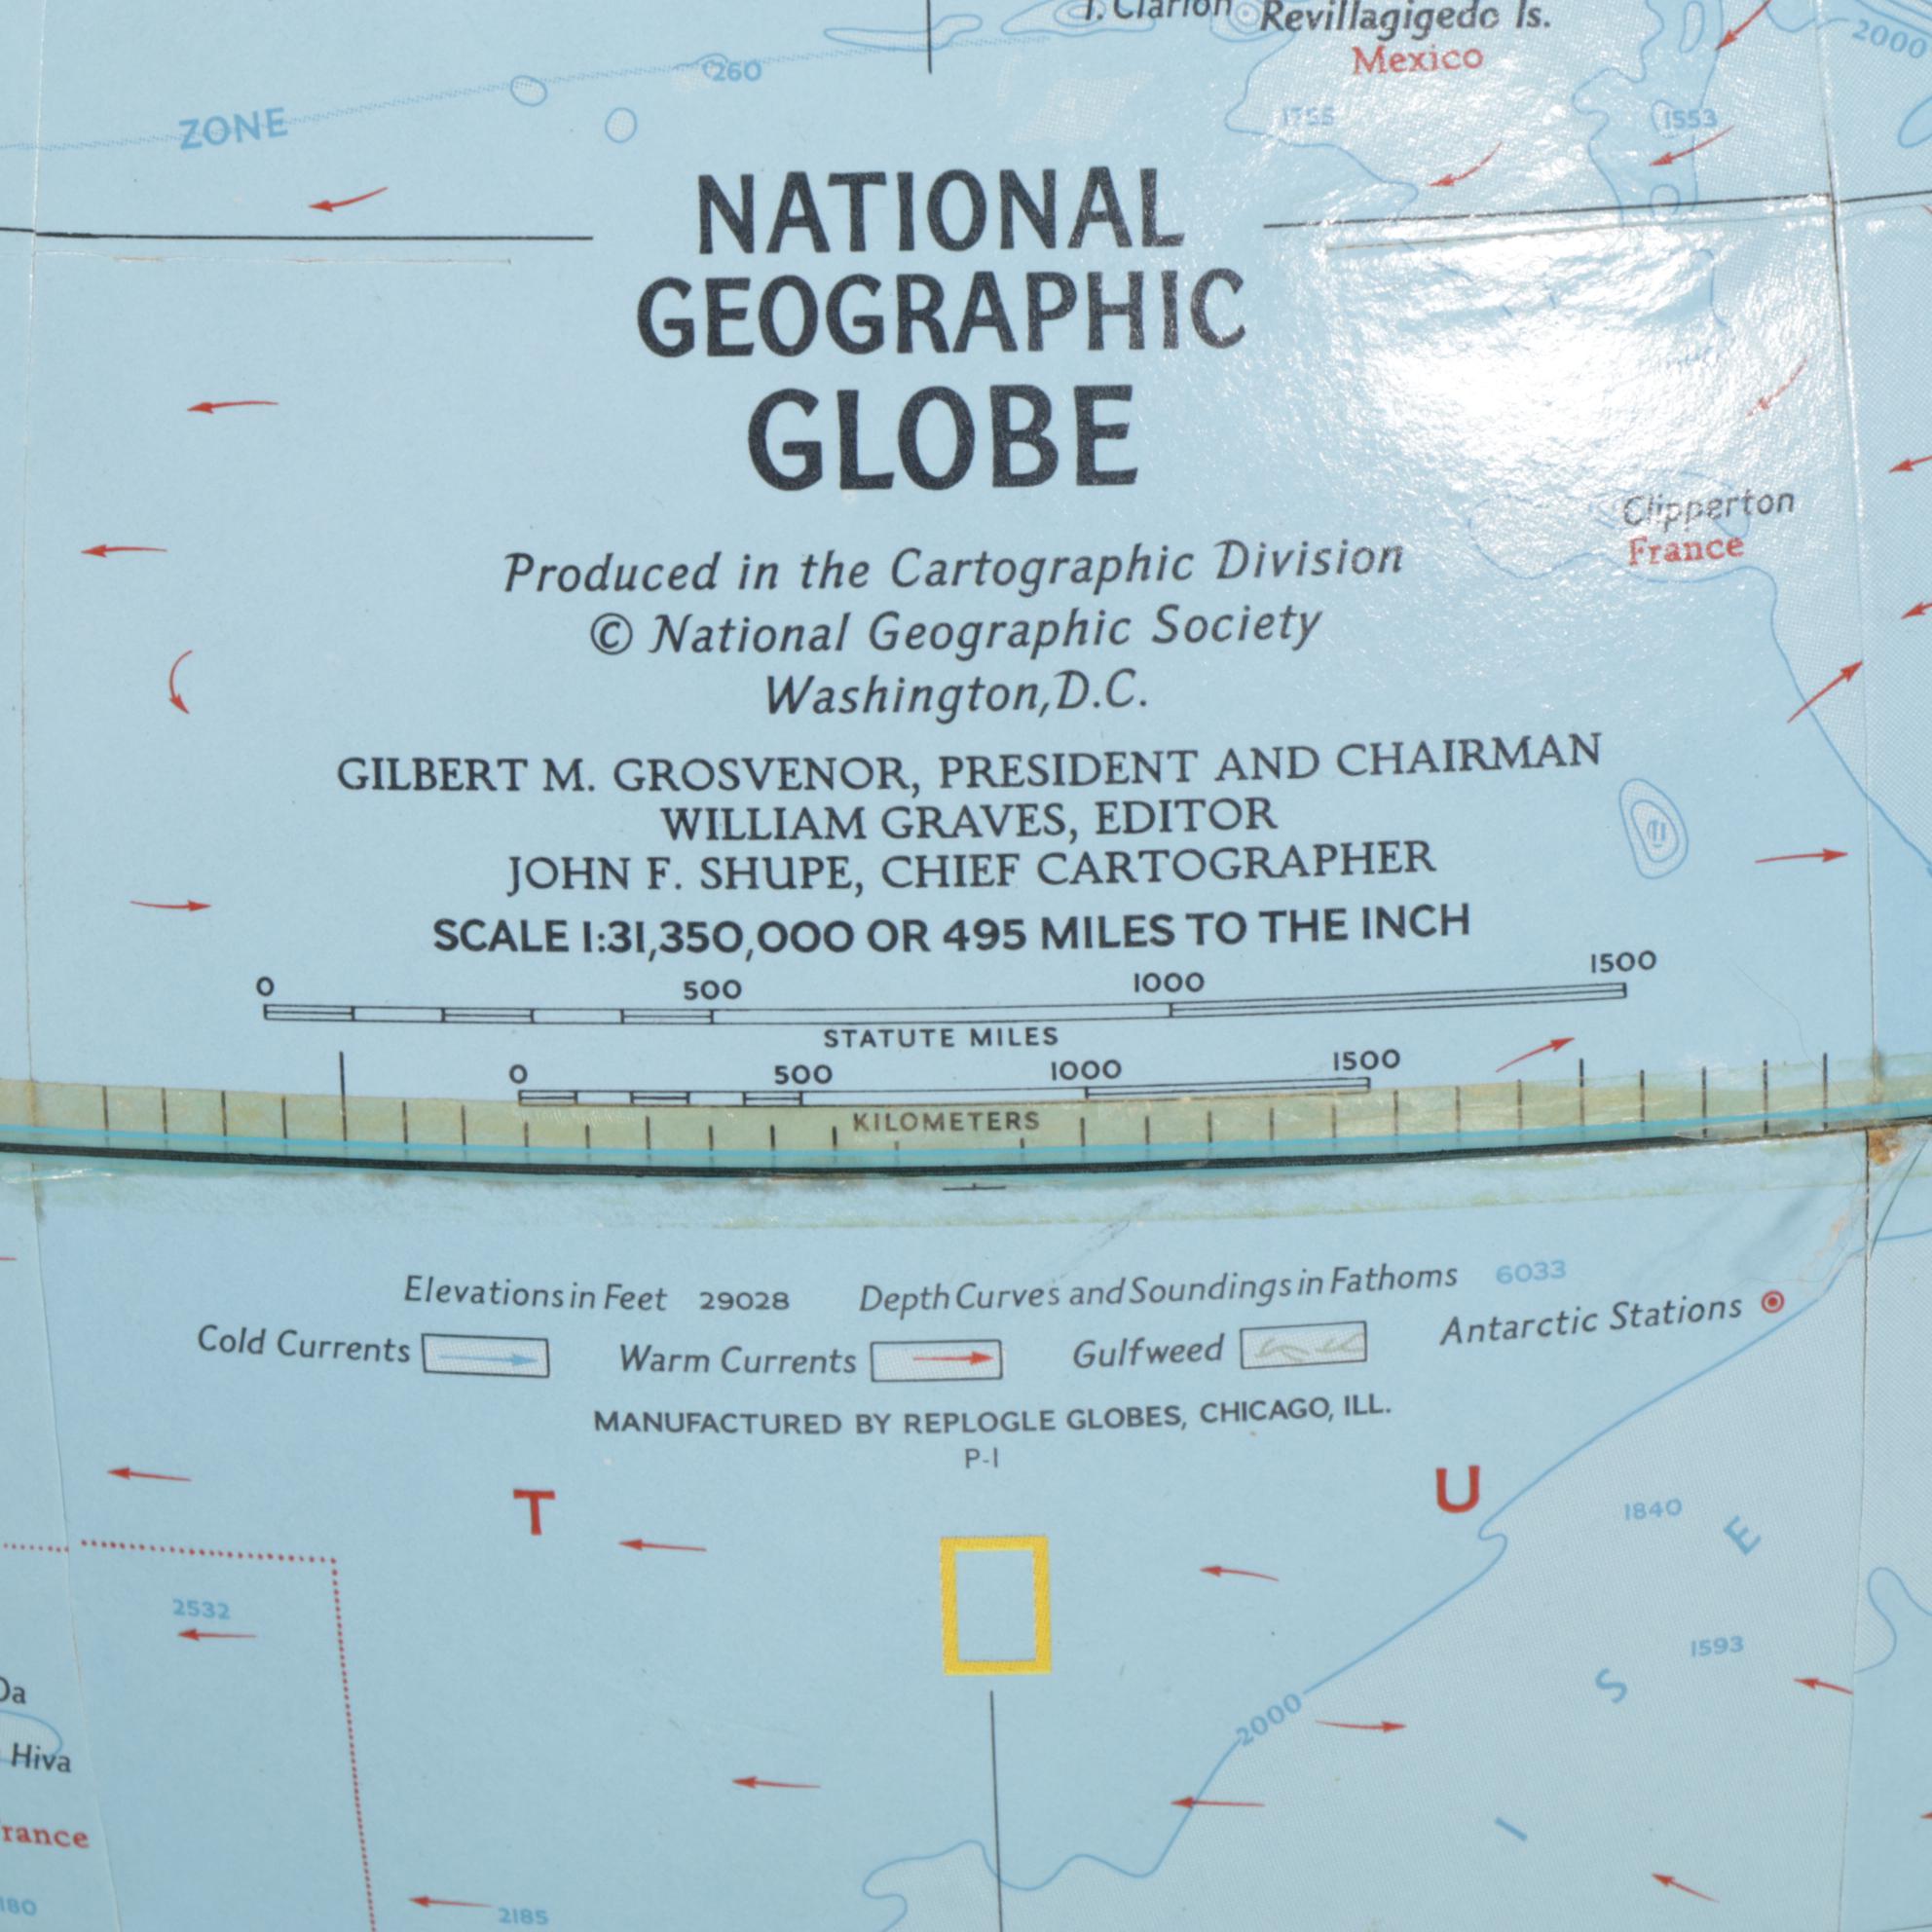 I. Clarion Revillagigedo Is.
Mexico
2000
260
ZONE
1755
1553
NATIONAL
GEOGRAPHIC
GLOBE
Clipperton
France
Produced in the Cartographic Division
© National Geographic Society
Washington, D.C.
GILBERT M. GROSVENOR, PRESIDENT AND CHAIRMAN
WILLIAM GRAVES, EDITOR
JOHN F. SHUPE, CHIEF CARTOGRAPHER
SCALE 1:31,350,000 OR 495 MILES TO THE INCH
0 500 1000 1500
STATUTE MILES
0 500 1000 1500
KILOMETERS
Elevations in Feet 29028 Depth Curves and Soundings in Fathoms 6033
Cold Currents Warm Currents Gulfweed Antarctic Stations
MANUFACTURED BY REPLOGLE GLOBES, CHICAGO, ILL.
P-1
T U
1840
E
2532
1593
S
Oa
2000
Hiva
I
rance
180
2185